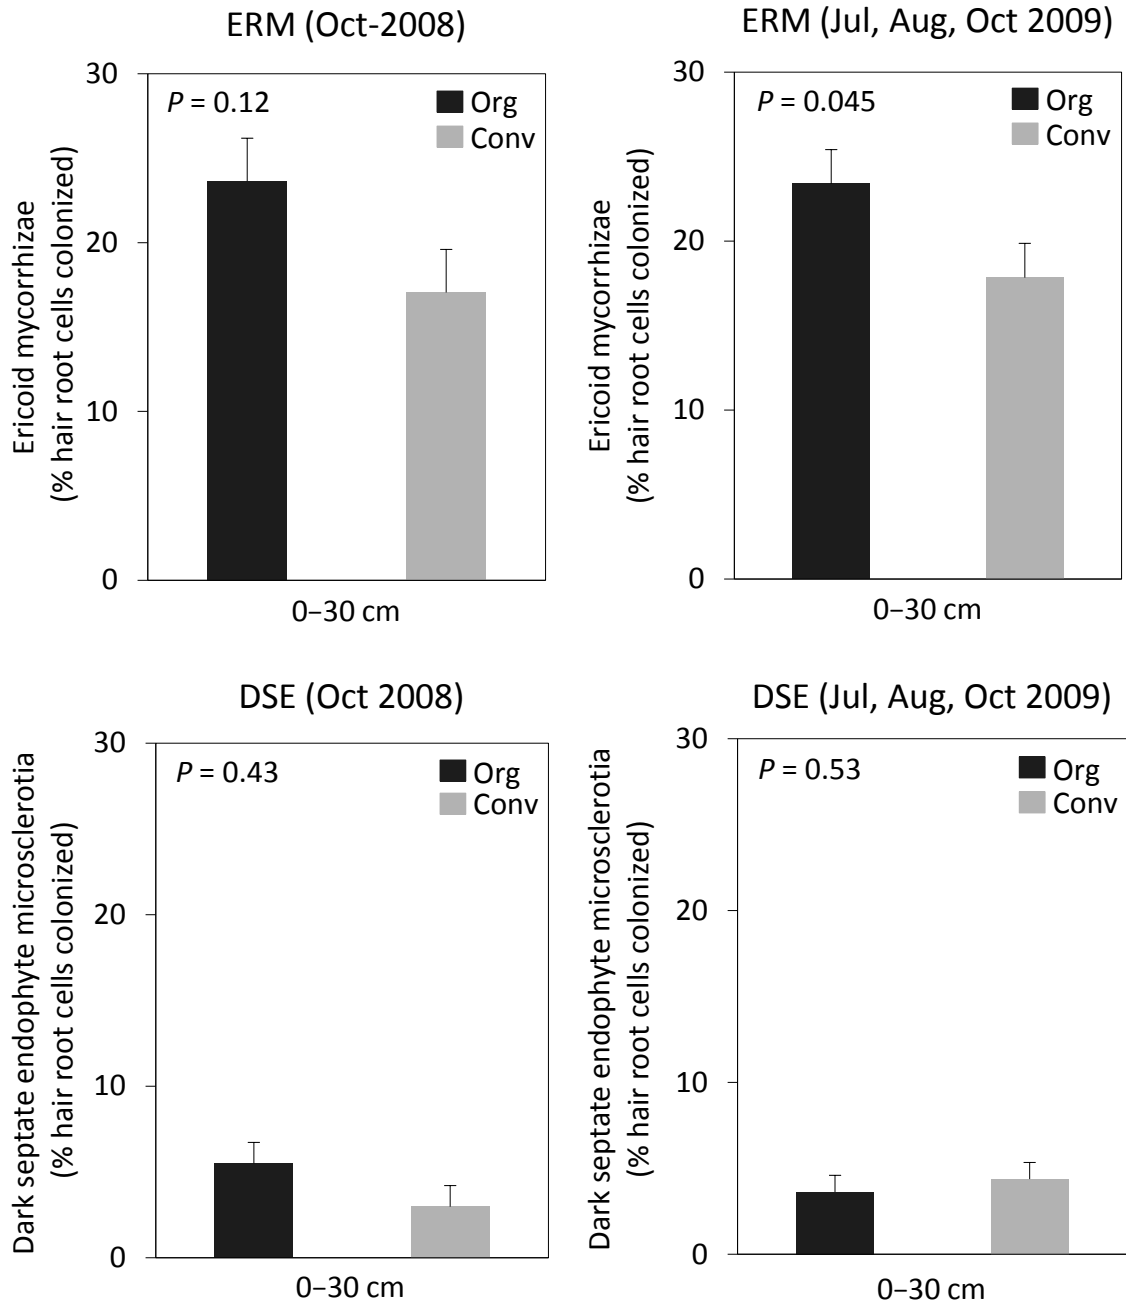 ERM (Oct-2008)
P = 0.12
Org
Conv
30
20
10
0
Ericoid mycorrhizae
(% hair root cells colonized)
0–30 cm
ERM (Jul, Aug, Oct 2009)
P = 0.045
Org
Conv
30
20
10
0
Ericoid mycorrhizae
(% hair root cells colonized)
0–30 cm
DSE (Oct 2008)
P = 0.43
Org
Conv
30
20
10
0
Dark septate endophyte microsclerotia
(% hair root cells colonized)
0–30 cm
DSE (Jul, Aug, Oct 2009)
P = 0.53
Org
Conv
30
20
10
0
Dark septate endophyte microsclerotia
(% hair root cells colonized)
0–30 cm